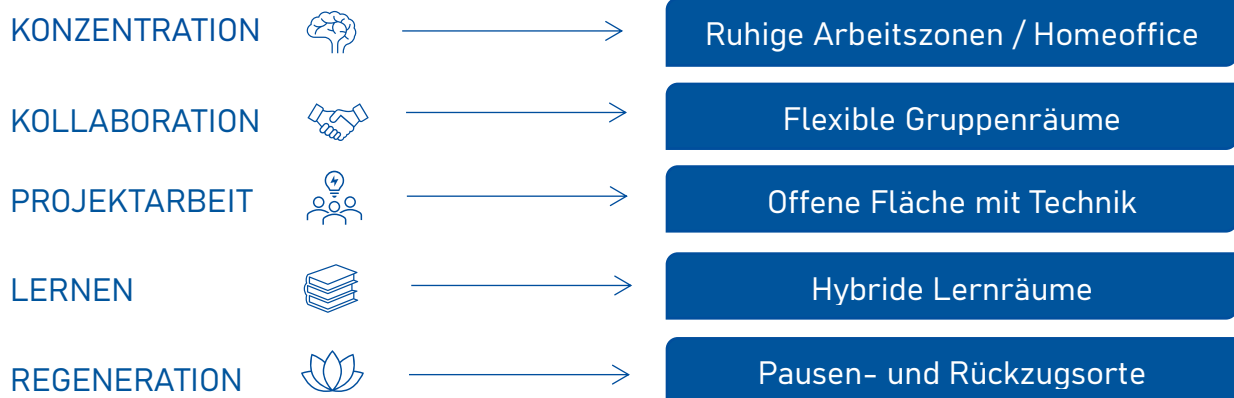 KONZENTRATION
Ruhige Arbeitszonen / Homeoffice
KOLLABORATION
Flexible Gruppenräume
PROJEKTARBEIT
Offene Fläche mit Technik
LERNEN
Hybride Lernräume
REGENERATION
Pausen- und Rückzugsorte